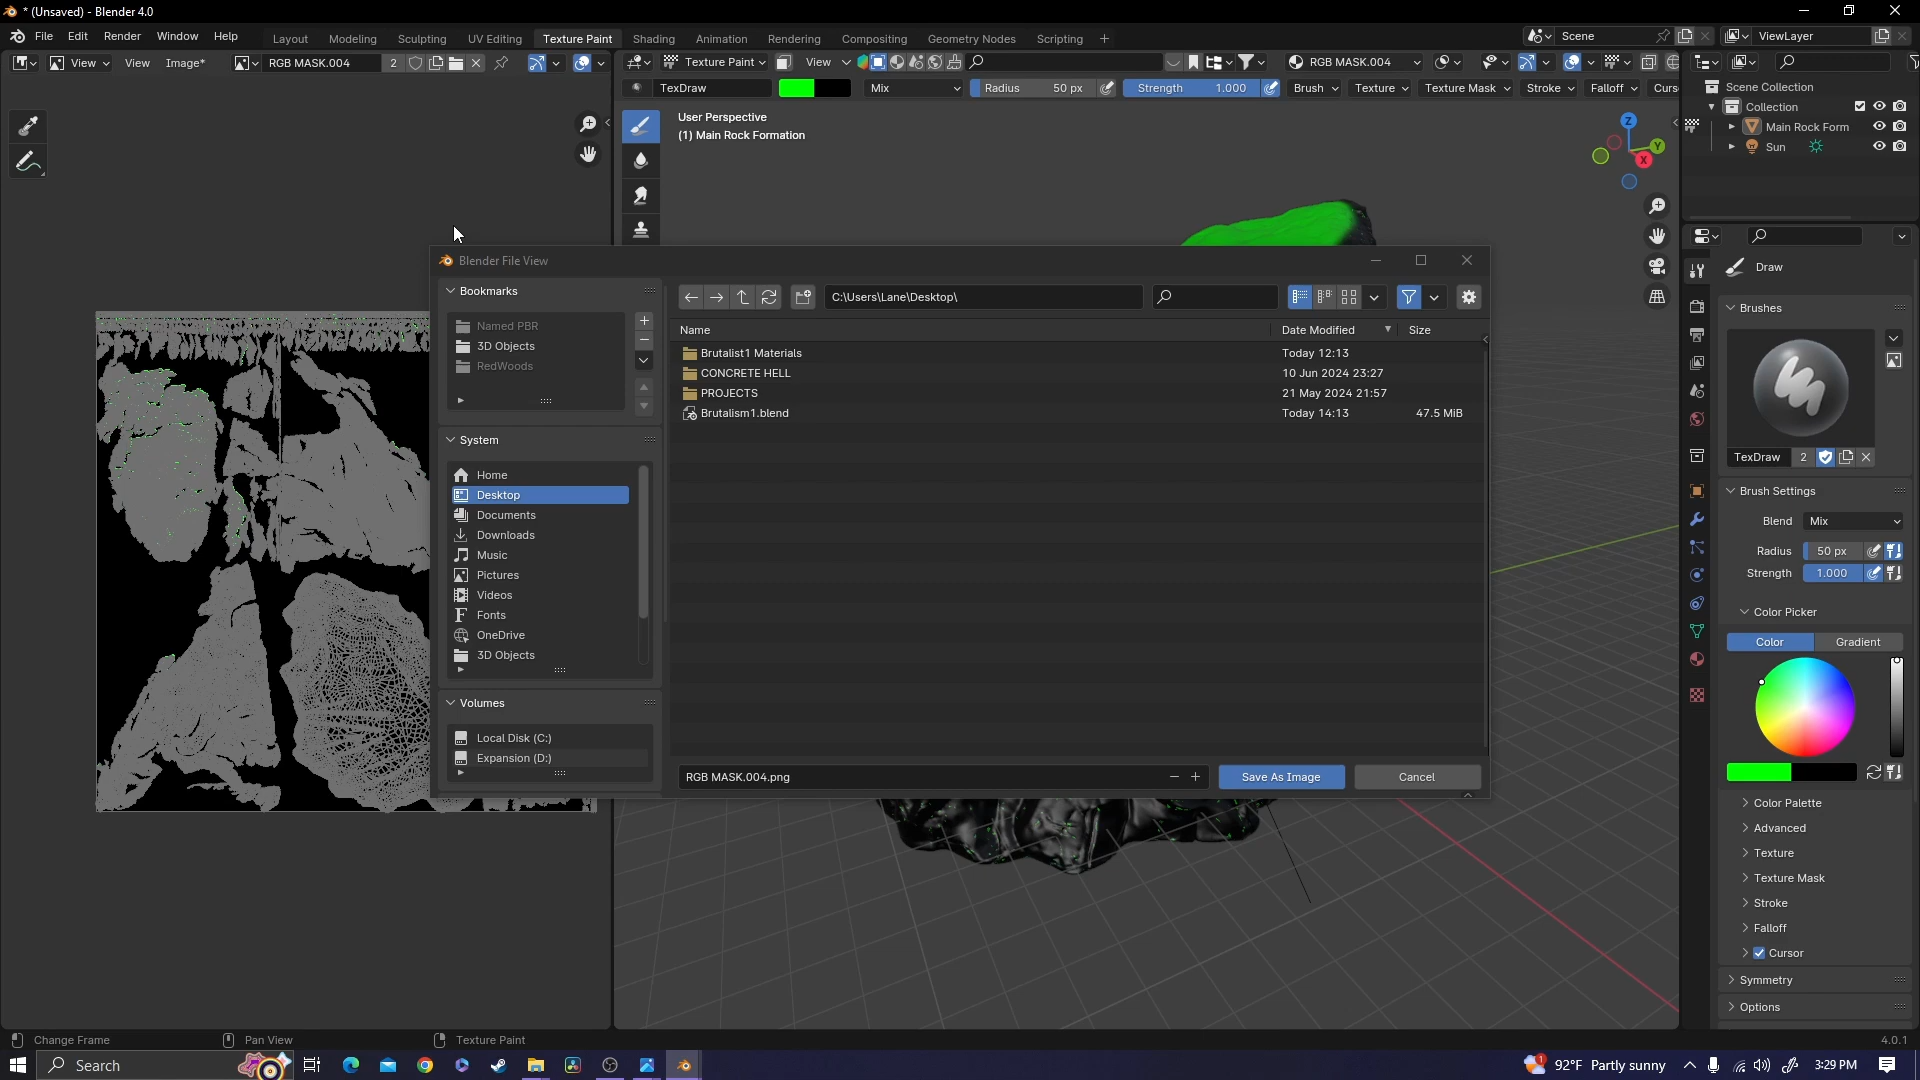 * (Unsaved) - Blender 4.0
File Edit Render Window Help
Layout Modeling Sculpting UV Editing Texture Paint Shading Animation Rendering Compositing Geometry Nodes Scripting +
Scene ViewLayer
View View Image* RGB MASK.004 2
Texture Paint View RGB MASK.004
TexDraw Mix Radius 50 px Strength 1.000 Brush Texture Texture Mask Stroke Falloff Curs
User Perspective
(1) Main Rock Formation
Z
Y
X
Scene Collection
Collection
Main Rock Form
Sun
Blender File View
Bookmarks
Named PBR
3D Objects
RedWoods
System
Home
Desktop
Documents
Downloads
Music
Pictures
Videos
Fonts
OneDrive
3D Objects
Volumes
Local Disk (C:)
Expansion (D:)
C:\Users\Lane\Desktop\
Name Date Modified Size
Brutalist1 Materials Today 12:13
CONCRETE HELL 10 Jun 2024 23:27
PROJECTS 21 May 2024 21:57
Brutalism1.blend Today 14:13 47.5 MiB
RGB MASK.004.png Save As Image Cancel
Draw
Brushes
TexDraw 2
Brush Settings
Blend Mix
Radius 50 px
Strength 1.000
Color Picker
Color Gradient
Color Palette
Advanced
Texture
Texture Mask
Stroke
Falloff
Cursor
Symmetry
Options
Change Frame Pan View Texture Paint 4.0.1
Search 1 92°F Partly sunny 3:29 PM